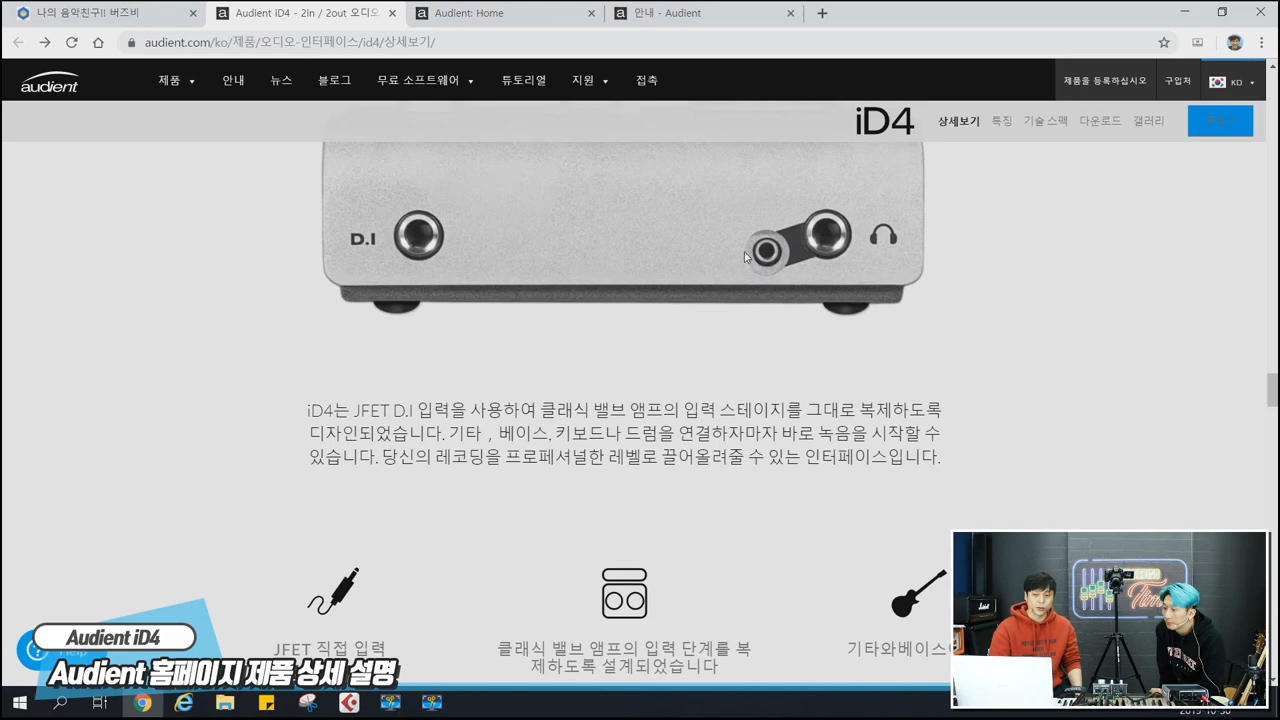 나의 음악친구!! 버즈비
Audient iD4 - 2in / 2out 오디오
Audient: Home
안내 - Audient
audient.com/ko/제품/오디오-인터페이스/id4/상세보기/
audient
제품
안내
뉴스
블로그
무료 소프트웨어
튜토리얼
지원
접촉
제품을 등록하십시오
구입처
KO
iD4
상세보기
특징
기술 스펙
다운로드
갤러리
D.I
iD4는 JFET D.I 입력을 사용하여 클래식 밸브 앰프의 입력 스테이지를 그대로 복제하도록
디자인되었습니다. 기타 , 베이스, 키보드나 드럼을 연결하자마자 바로 녹음을 시작할 수
있습니다. 당신의 레코딩을 프로페셔널한 레벨로 끌어올려줄 수 있는 인터페이스입니다.
JFET 직접 입력
클래식 밸브 앰프의 입력 단계를 복
제하도록 설계되었습니다
기타와베이스
Time
Marshall
Audient iD4
Help
Audient 홈페이지 제품 상세 설명
2019-10-30